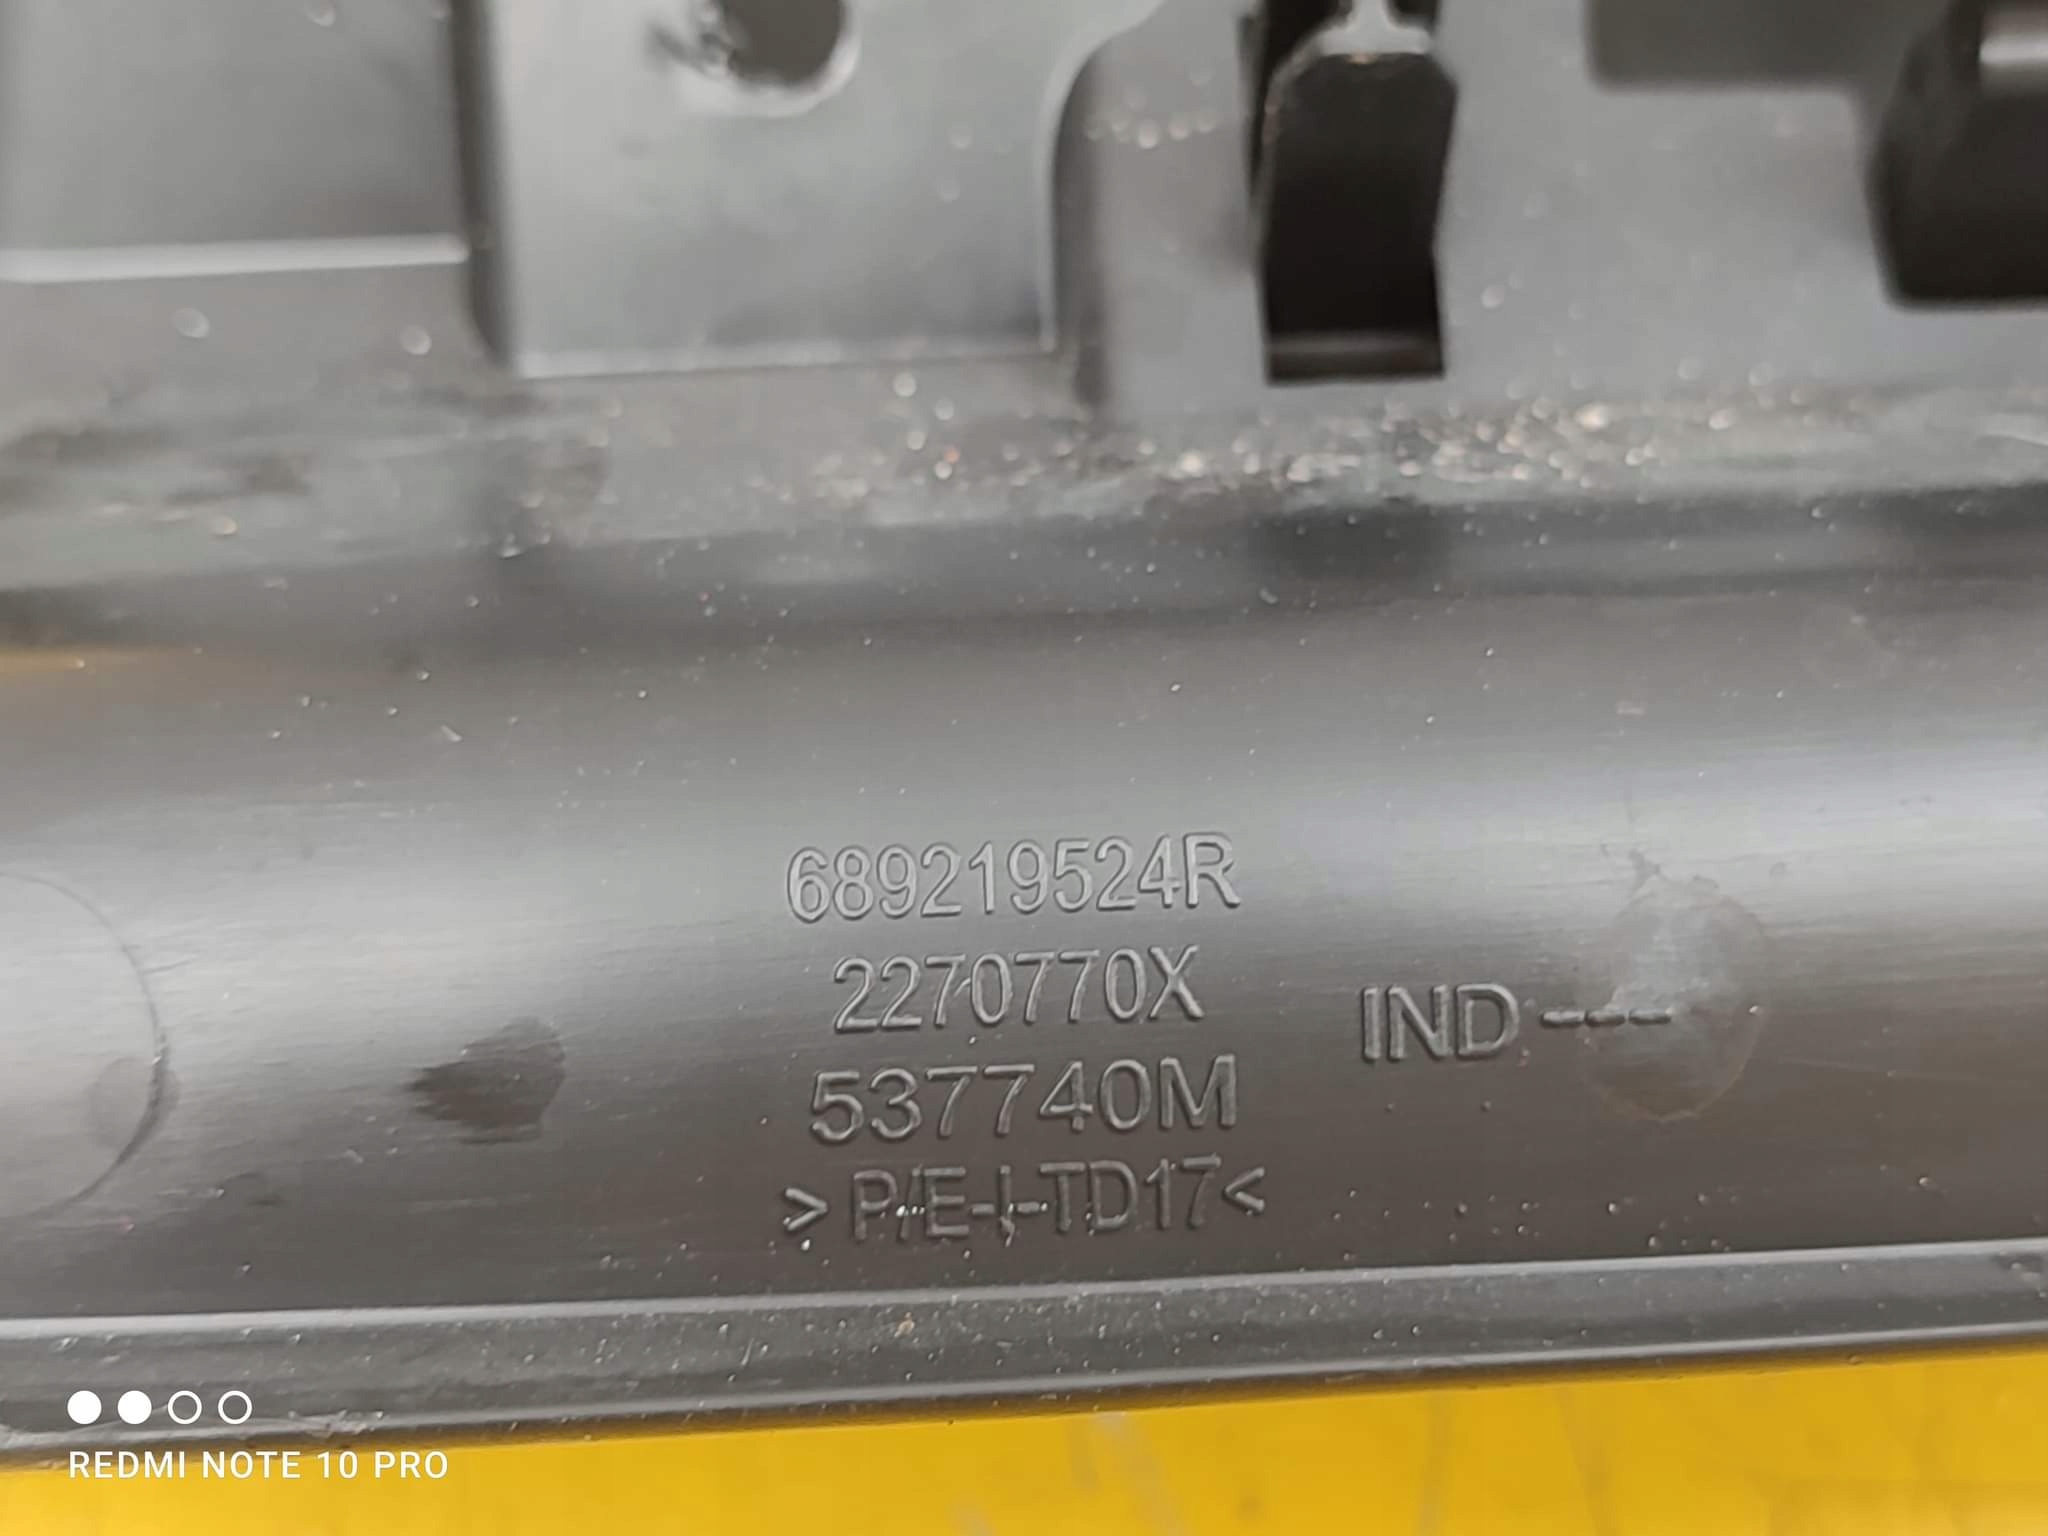 689219524R
2270770X
537740M
IND---
>P/E-I-TD17<
REDMI NOTE 10 PRO